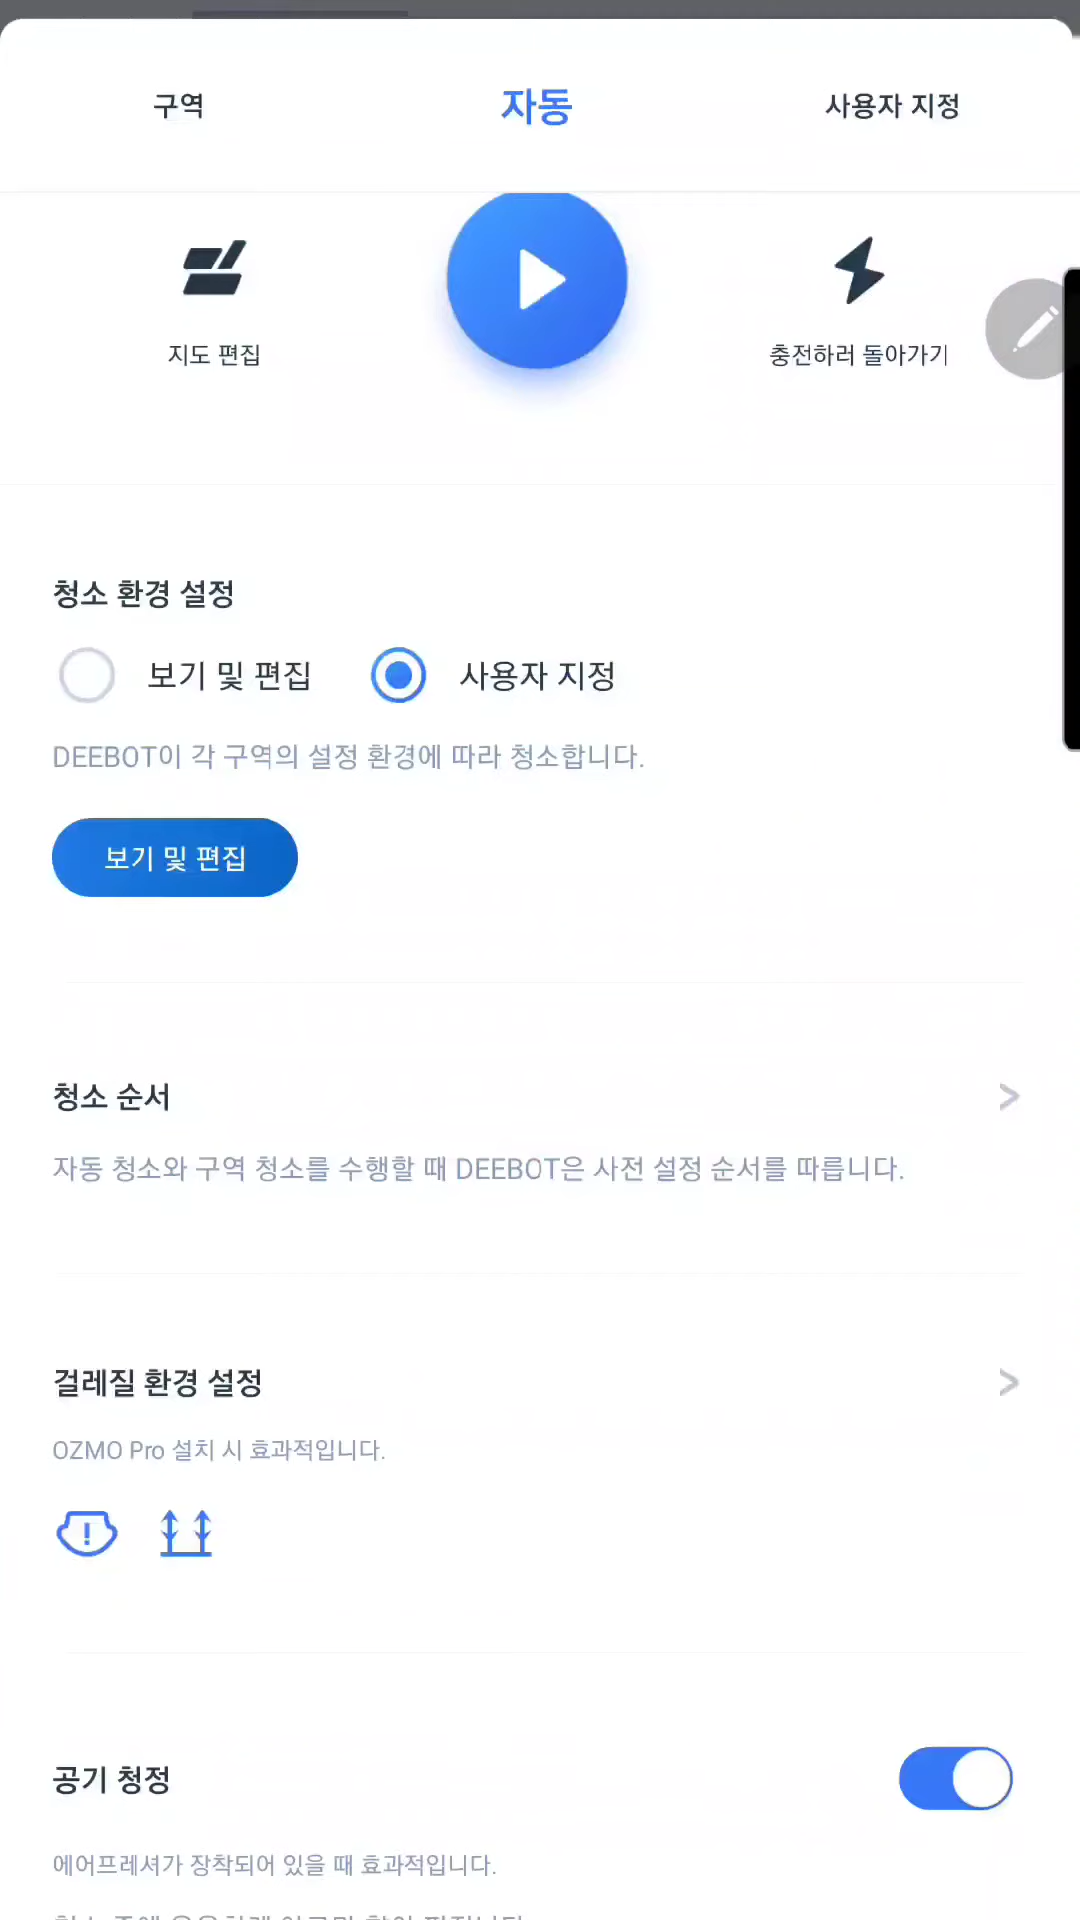 구역 자동 사용자 지정
지도 편집 충전하러 돌아가기
청소 환경 설정
보기 및 편집 사용자 지정
DEEBOT이 각 구역의 설정 환경에 따라 청소합니다.
보기 및 편집
청소 순서
자동 청소와 구역 청소를 수행할 때 DEEBOT은 사전 설정 순서를 따릅니다.
걸레질 환경 설정
OZMO Pro 설치 시 효과적입니다.
공기 청정
에어프레셔가 장착되어 있을 때 효과적입니다.